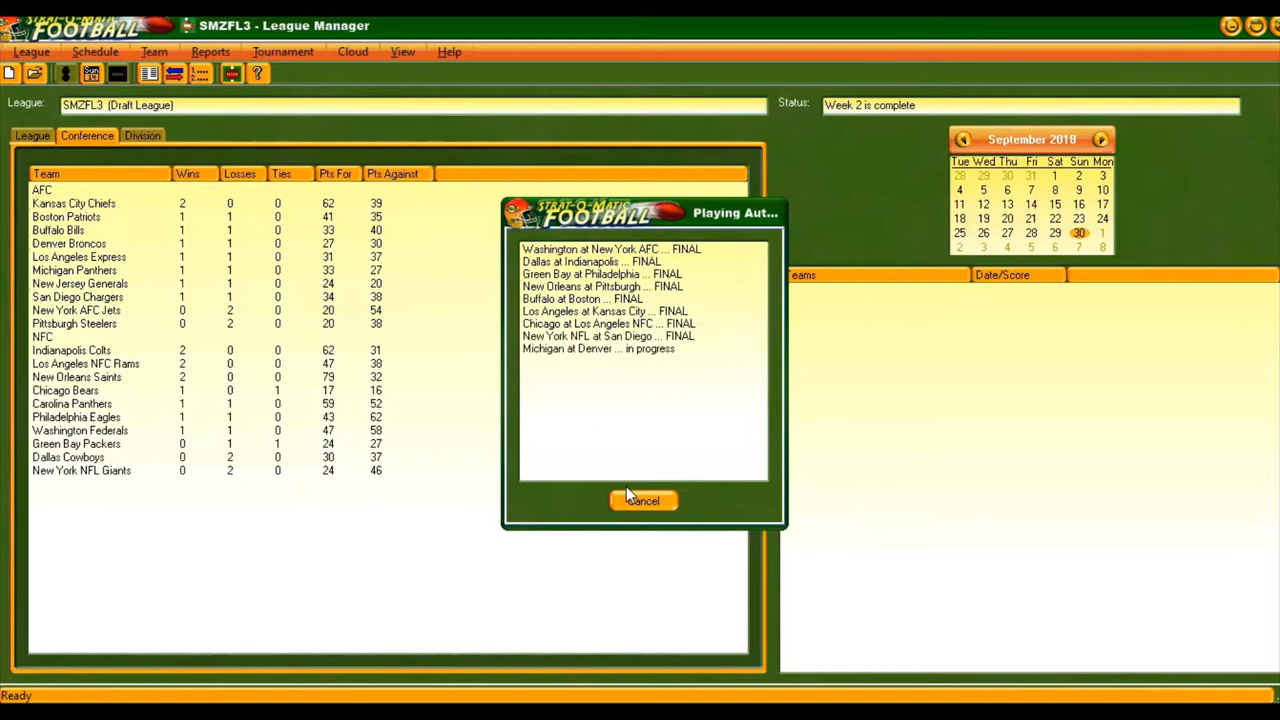 STRAT-O-MATIC
FOOTBALL
SMZFL3 - League Manager
League Schedule Team Reports Tournament Cloud View Help
League: SMZFL3 (Draft League) Status: Week 2 is complete
League Conference Division
September 2018
Tue Wed Thu Fri Sat Sun Mon
28 29 30 31 1 2 3
4 5 6 7 8 9 10
11 12 13 14 15 16 17
18 19 20 21 22 23 24
25 26 27 28 29 30 1
2 3 4 5 6 7 8
Team Wins Losses Ties Pts For Pts Against
AFC
Kansas City Chiefs 2 0 0 62 39
Boston Patriots 1 1 0 41 35
Buffalo Bills 1 1 0 33 40
Denver Broncos 1 1 0 27 30
Los Angeles Express 1 1 0 31 37
Michigan Panthers 1 1 0 33 27
New Jersey Generals 1 1 0 24 20
San Diego Chargers 1 1 0 34 38
New York AFC Jets 0 2 0 20 54
Pittsburgh Steelers 0 2 0 20 38
NFC
Indianapolis Colts 2 0 0 62 31
Los Angeles NFC Rams 2 0 0 47 38
New Orleans Saints 2 0 0 79 32
Chicago Bears 1 0 1 17 16
Carolina Panthers 1 1 0 59 52
Philadelphia Eagles 1 1 0 43 62
Washington Federals 1 1 0 47 58
Green Bay Packers 0 1 1 24 27
Dallas Cowboys 0 2 0 30 37
New York NFL Giants 0 2 0 24 46
STRAT-O-MATIC
FOOTBALL
Playing Aut...
Washington at New York AFC ... FINAL
Dallas at Indianapolis ... FINAL
Green Bay at Philadelphia ... FINAL
New Orleans at Pittsburgh ... FINAL
Buffalo at Boston ... FINAL
Los Angeles at Kansas City ... FINAL
Chicago at Los Angeles NFC ... FINAL
New York NFL at San Diego ... FINAL
Michigan at Denver ... in progress
Cancel
eams Date/Score
Ready